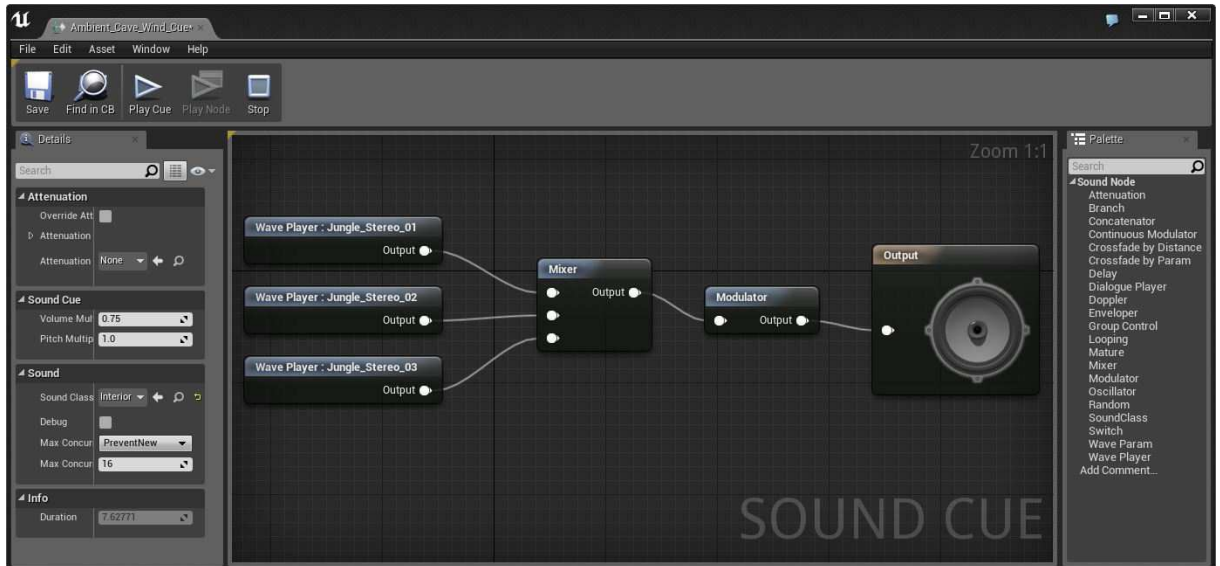 Ambient_Cave_Wind_Cue•
File Edit Asset Window Help
Save Find in CB Play Cue Play Node Stop
Details
Search
Attenuation
Override Att
Attenuation
Attenuation None
Sound Cue
Volume Mul 0.75
Pitch Multip 1.0
Sound
Sound Class Interior
Debug
Max Concur PreventNew
Max Concur 16
Info
Duration 7.62771
Zoom 1:1
Wave Player : Jungle_Stereo_01
Output
Wave Player : Jungle_Stereo_02
Output
Wave Player : Jungle_Stereo_03
Output
Mixer
Output
Modulator
Output
Output
SOUND CUE
Palette
Search
Sound Node
Attenuation
Branch
Concatenator
Continuous Modulator
Crossfade by Distance
Crossfade by Param
Delay
Dialogue Player
Doppler
Enveloper
Group Control
Looping
Mature
Mixer
Modulator
Oscillator
Random
SoundClass
Switch
Wave Param
Wave Player
Add Comment...